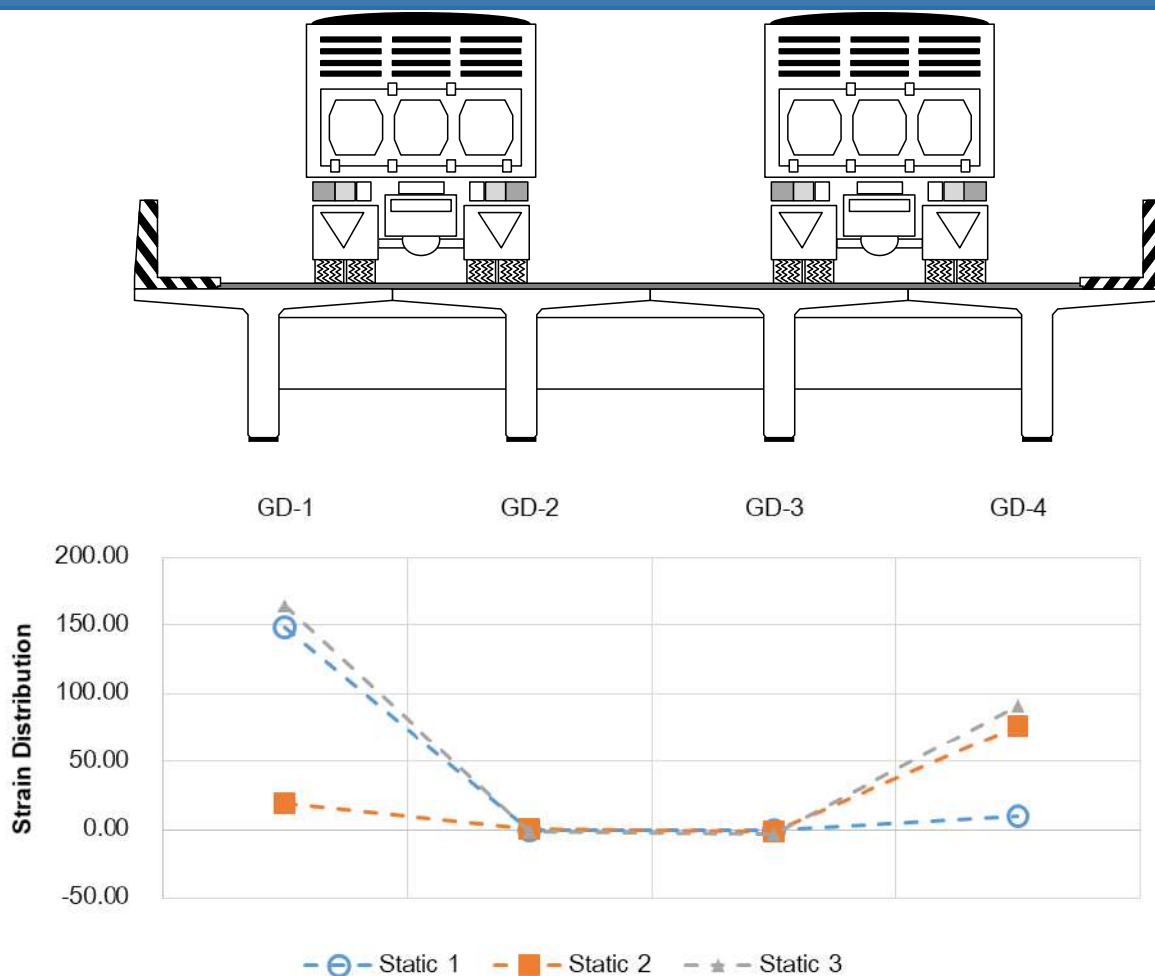 GD-1 GD-2 GD-3 GD-4
200.00
150.00
100.00
50.00
0.00
-50.00
Strain Distribution
Static 1 Static 2 Static 3